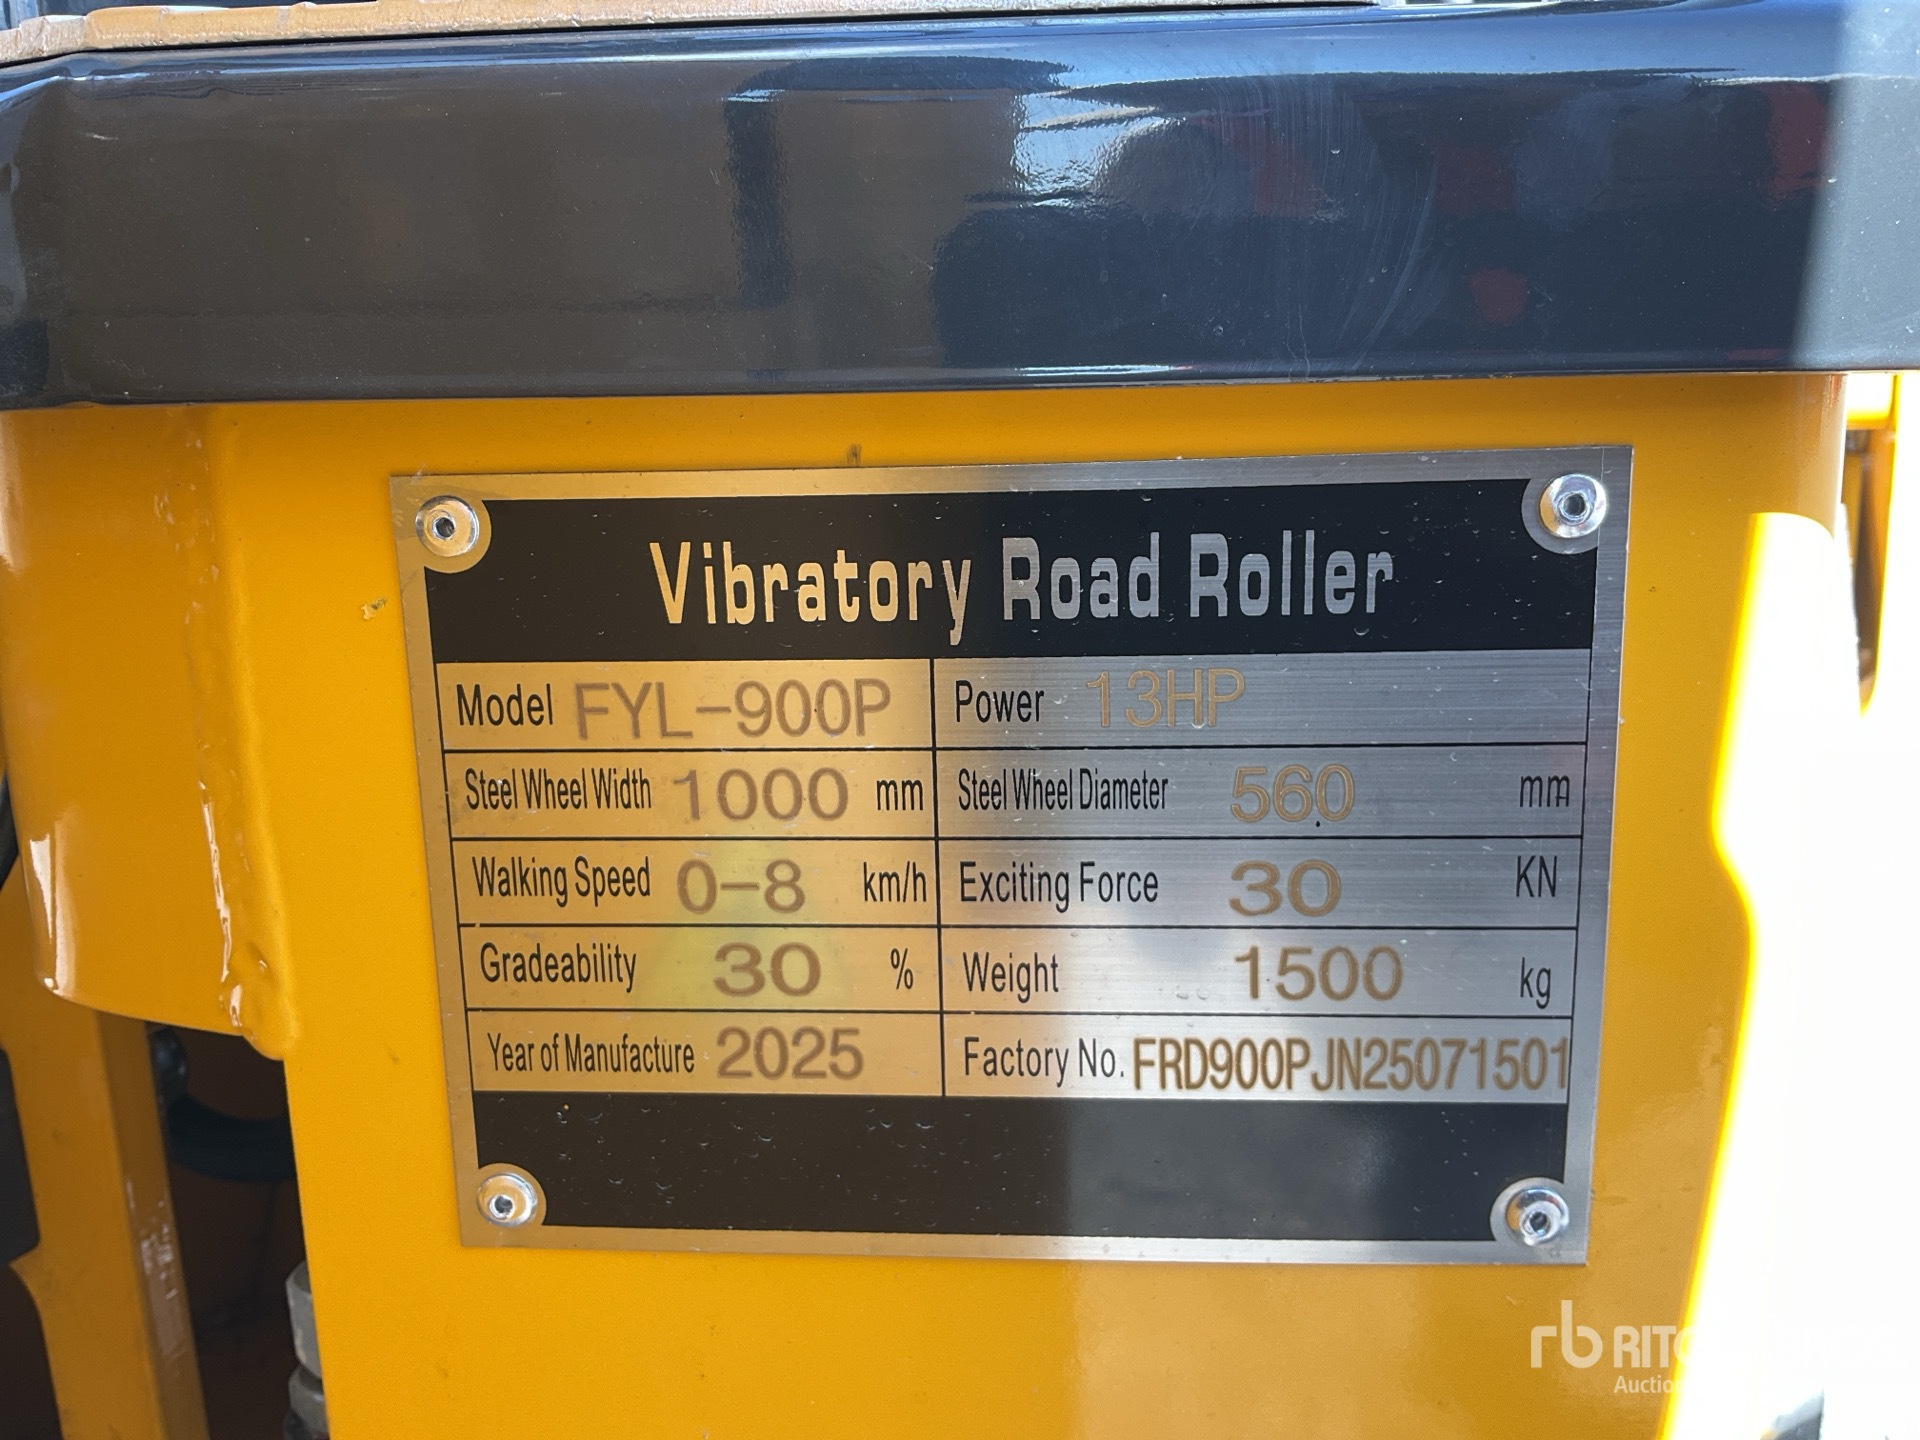 Vibratory Road Roller
Model FYL-900P Power 13HP
Steel Wheel Width 1000 mm Steel Wheel Diameter 560 mm
Walking Speed 0-8 km/h Exciting Force 30 KN
Gradeability 30 % Weight 1500 kg
Year of Manufacture 2025 Factory No. FRD900PJN25071501
rb